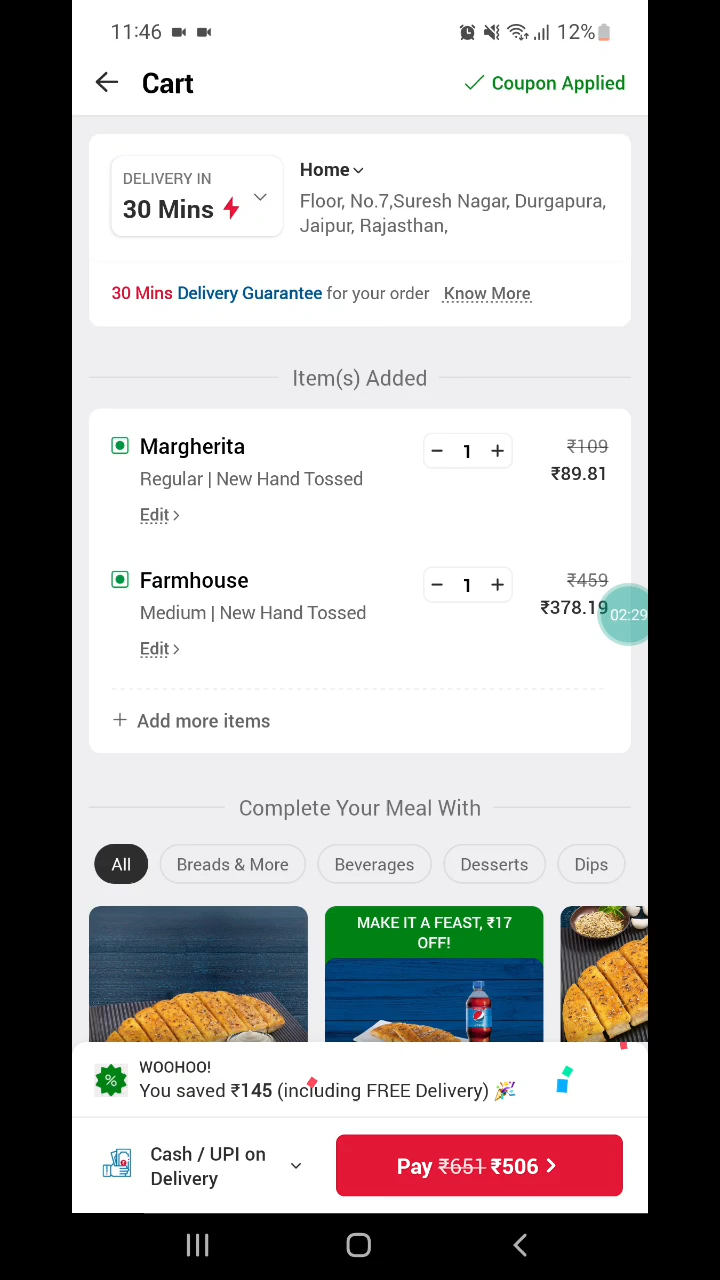 11:46
12%
Cart
Coupon Applied
DELIVERY IN
30 Mins
Home
Floor, No.7,Suresh Nagar, Durgapura,
Jaipur, Rajasthan,
30 Mins Delivery Guarantee for your order Know More
Item(s) Added
Margherita
- 1 +
₹109
Regular | New Hand Tossed
₹89.81
Edit >
Farmhouse
- 1 +
₹459
Medium | New Hand Tossed
₹378.19
02:29
Edit >
+ Add more items
Complete Your Meal With
All
Breads & More
Beverages
Desserts
Dips
MAKE IT A FEAST, ₹17
OFF!
WOOHOO!
You saved ₹145 (including FREE Delivery) 🎉
Cash / UPI on
Delivery
Pay ₹651 ₹506 >